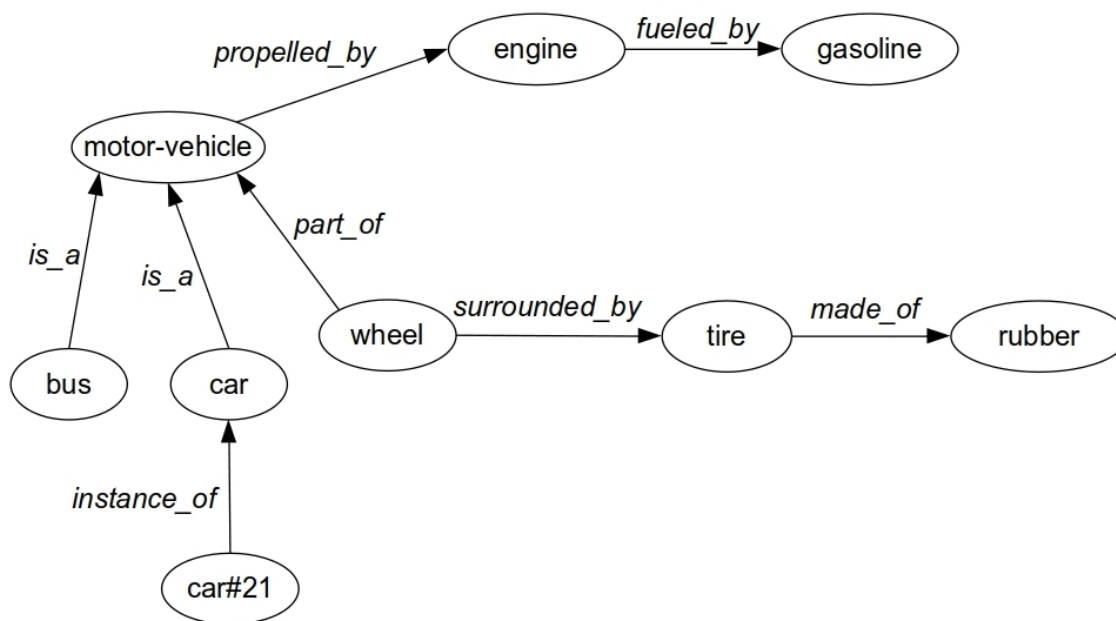 propelled_by
engine
fueled_by
gasoline
motor-vehicle
is_a
is_a
part_of
wheel
surrounded_by
tire
made_of
rubber
bus
car
instance_of
car#21